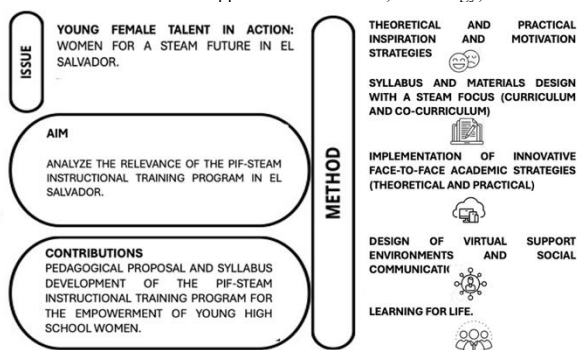 ISSUE
YOUNG FEMALE TALENT IN ACTION:
WOMEN FOR A STEAM FUTURE IN EL
SALVADOR.
AIM
ANALYZE THE RELEVANCE OF THE PIF-STEAM
INSTRUCTIONAL TRAINING PROGRAM IN EL
SALVADOR.
CONTRIBUTIONS
PEDAGOGICAL PROPOSAL AND SYLLABUS
DEVELOPMENT OF THE PIF-STEAM
INSTRUCTIONAL TRAINING PROGRAM FOR
THE EMPOWERMENT OF YOUNG HIGH
SCHOOL WOMEN.
METHOD
THEORETICAL AND PRACTICAL
INSPIRATION AND MOTIVATION
STRATEGIES
SYLLABUS AND MATERIALS DESIGN
WITH A STEAM FOCUS (CURRICULUM
AND CO-CURRICULUM)
IMPLEMENTATION OF INNOVATIVE
FACE-TO-FACE ACADEMIC STRATEGIES
(THEORETICAL AND PRACTICAL)
DESIGN OF VIRTUAL SUPPORT
ENVIRONMENTS AND SOCIAL
COMMUNICATI
LEARNING FOR LIFE.